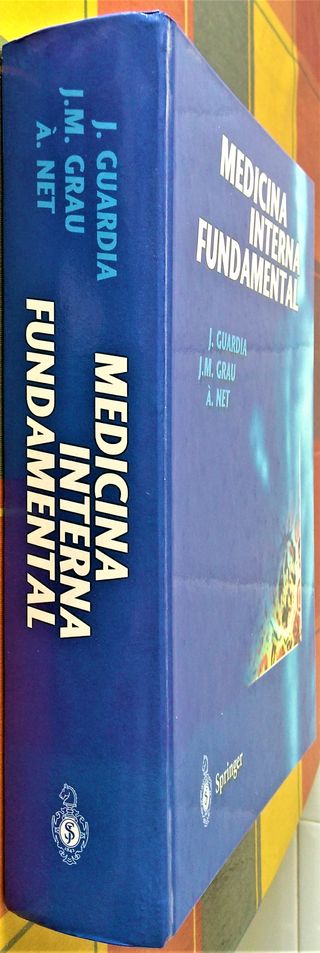 J. GUARDIA
J.M. GRAU
À. NET
MEDICINA
INTERNA
FUNDAMENTAL
MEDICINA
INTERNA
FUNDAMENTAL
J. GUARDIA
J.M. GRAU
À. NET
Springer